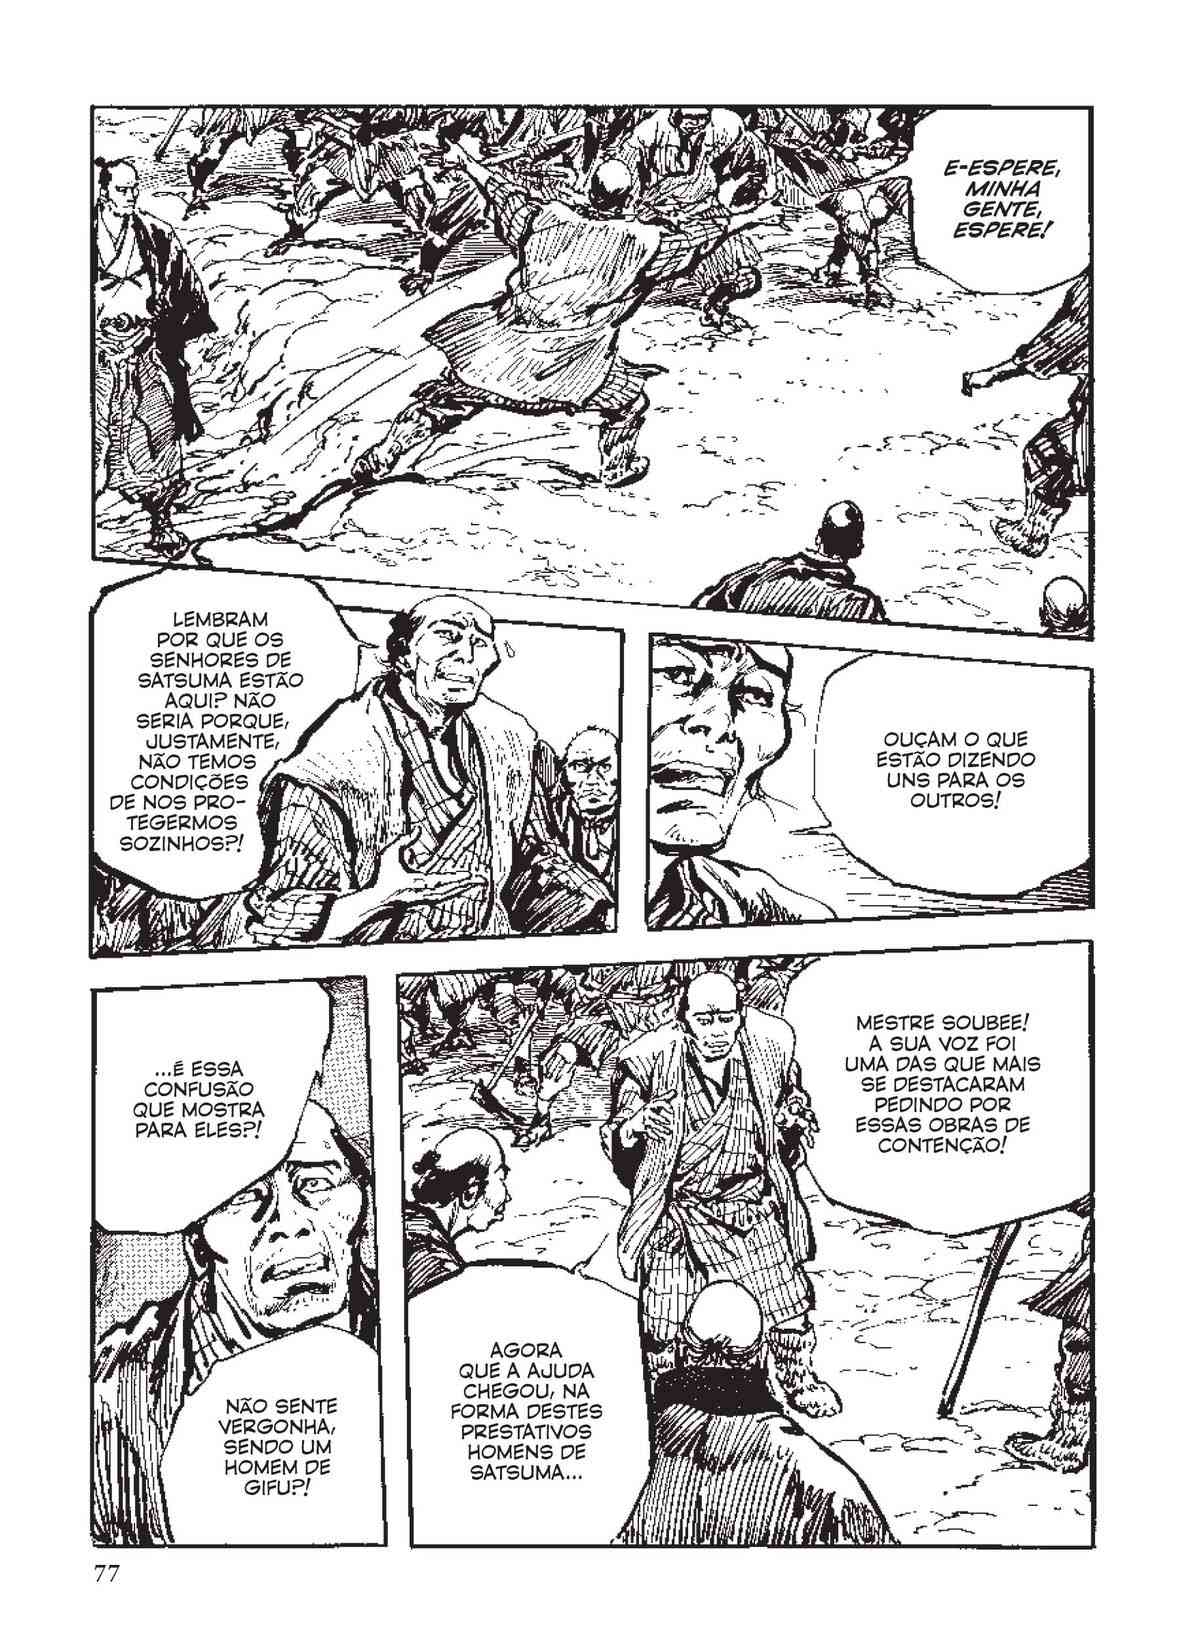 E-ESPERE,
MINHA
GENTE,
ESPERE!
OUÇAM O QUE
ESTÃO DIZENDO
UNS PARA OS
OUTROS!
LEMBRAM
POR QUE OS
SENHORES DE
SATSUMA ESTÃO
AQUI? NÃO
SERIA PORQUE,
JUSTAMENTE,
NÃO TEMOS
CONDIÇÕES
DE NOS PRO-
TEGERMOS
SOZINHOS?!
MESTRE SOUBEE!
A SUA VOZ FOI
UMA DAS QUE MAIS
SE DESTACARAM
PEDINDO POR
ESSAS OBRAS DE
CONTENÇÃO!
AGORA
QUE A AJUDA
CHEGOU, NA
FORMA DESTES
PRESTATIVOS
HOMENS DE
SATSUMA...
...É ESSA
CONFUSÃO
QUE MOSTRA
PARA ELES?!
NÃO SENTE
VERGONHA,
SENDO UM
HOMEM DE
GIFU?!
77